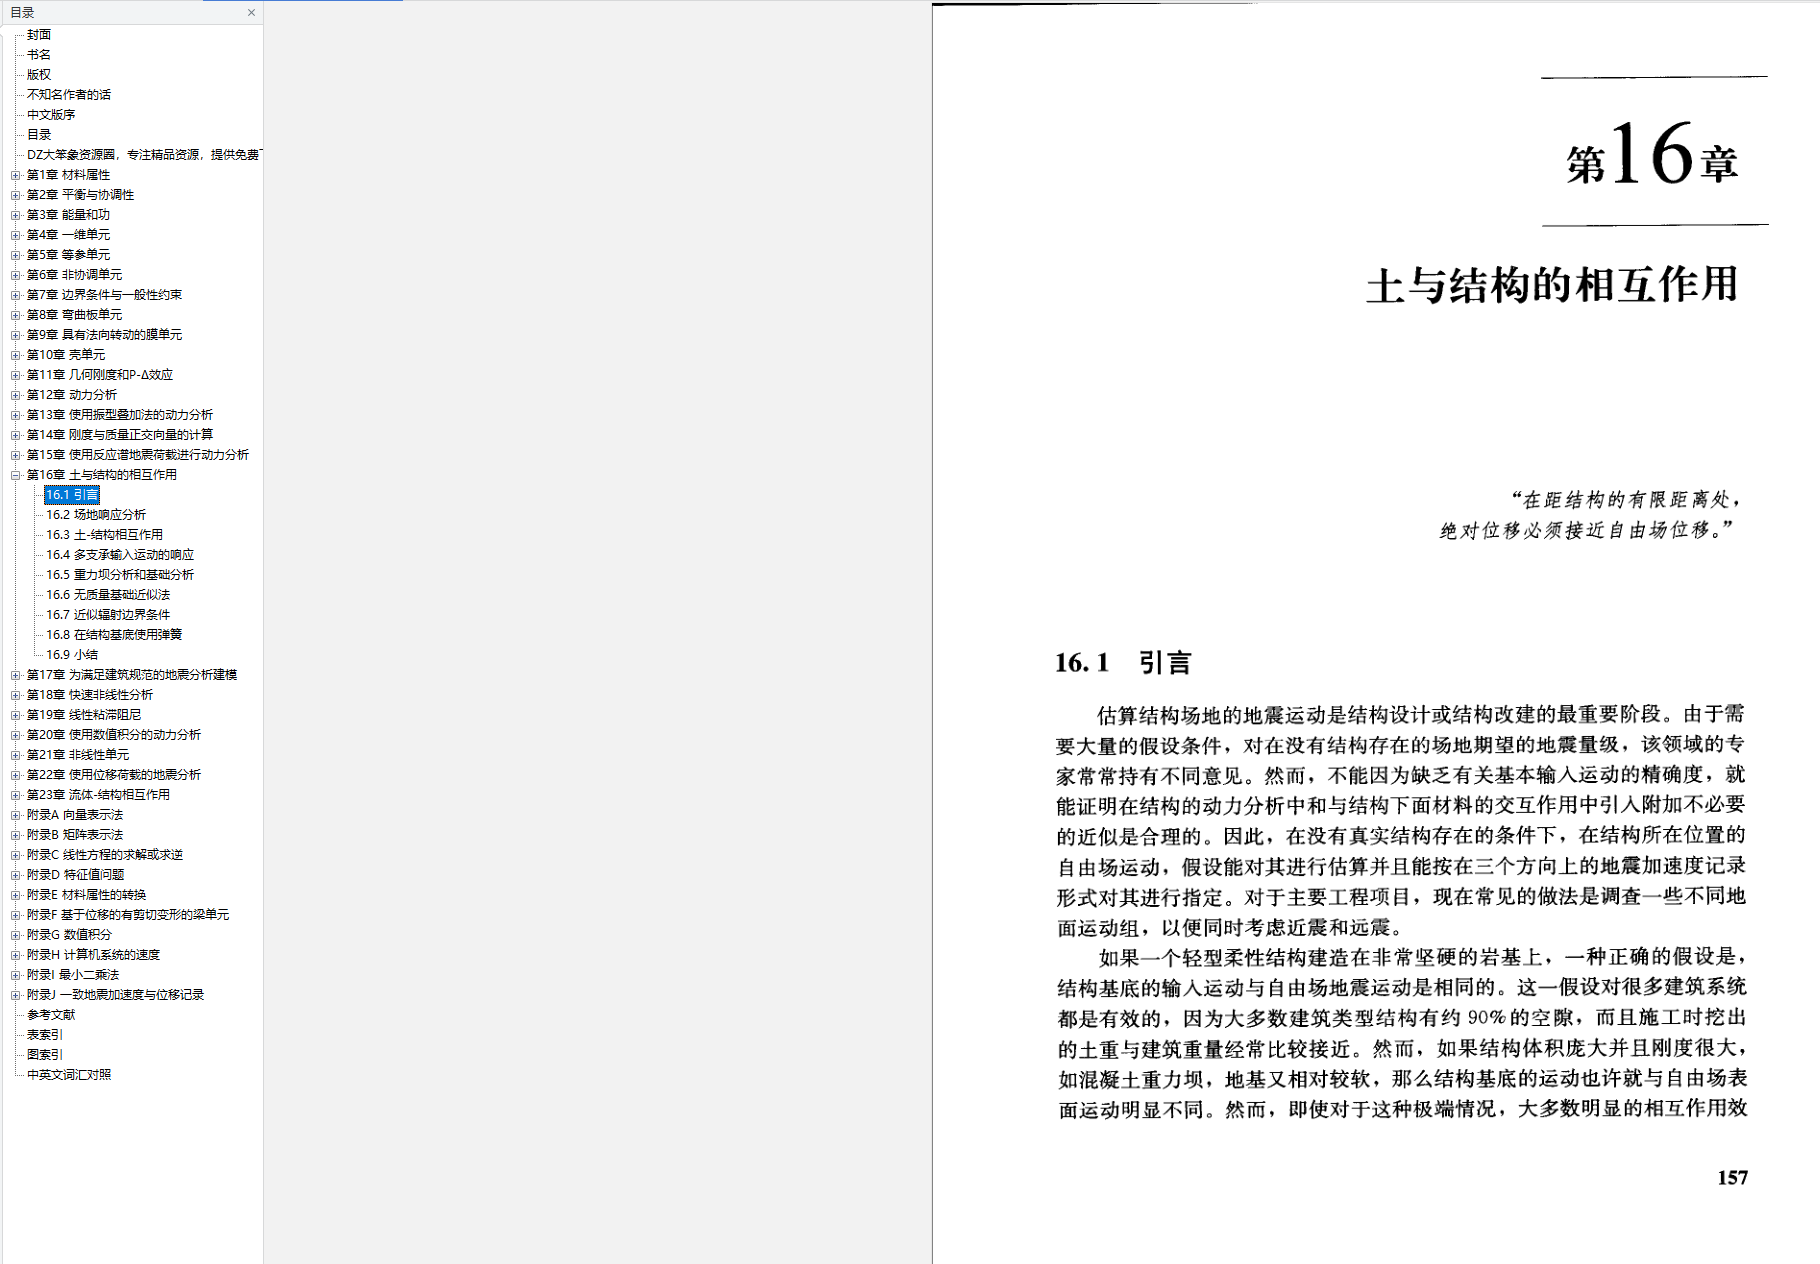 目录
×
封面
书名
版权
不知名作者的话
中文版序
目录
DZ大笨象资源圈，专注精品资源，提供免费
第1章 材料属性
第2章 平衡与协调性
第3章 能量和功
第4章 一维单元
第5章 等参单元
第6章 非协调单元
第7章 边界条件与一般性约束
第8章 弯曲板单元
第9章 具有法向转动的膜单元
第10章 壳单元
第11章 几何刚度和P-Δ效应
第12章 动力分析
第13章 使用振型叠加法的动力分析
第14章 刚度与质量正交向量的计算
第15章 使用反应谱地震荷载进行动力分析
第16章 土与结构的相互作用
16.1 引言
16.2 场地响应分析
16.3 土-结构相互作用
16.4 多支承输入运动的响应
16.5 重力坝分析和基础分析
16.6 无质量基础近似法
16.7 近似辐射边界条件
16.8 在结构基底使用弹簧
16.9 小结
第17章 为满足建筑规范的地震分析建模
第18章 快速非线性分析
第19章 线性粘滞阻尼
第20章 使用数值积分的动力分析
第21章 非线性单元
第22章 使用位移荷载的地震分析
第23章 流体-结构相互作用
附录A 向量表示法
附录B 矩阵表示法
附录C 线性方程的求解或求逆
附录D 特征值问题
附录E 材料属性的转换
附录F 基于位移的有剪切变形的梁单元
附录G 数值积分
附录H 计算机系统的速度
附录I 最小二乘法
附录J 一致地震加速度与位移记录
参考文献
表索引
图索引
中英文词汇对照
第16章
土与结构的相互作用
“在距结构的有限距离处，
绝对位移必须接近自由场位移。”
16.1 引言
估算结构场地的地震运动是结构设计或结构改建的最重要阶段。由于需
要大量的假设条件，对在没有结构存在的场地期望的地震量级，该领域的专
家常常持有不同意见。然而，不能因为缺乏有关基本输入运动的精确度，就
能证明在结构的动力分析中和与结构下面材料的交互作用中引入附加不必要
的近似是合理的。因此，在没有真实结构存在的条件下，在结构所在位置的
自由场运动，假设能对其进行估算并且能按在三个方向上的地震加速度记录
形式对其进行指定。对于主要工程项目，现在常见的做法是调查一些不同地
面运动组，以便同时考虑近震和远震。
如果一个轻型柔性结构建造在非常坚硬的岩基上，一种正确的假设是，
结构基底的输入运动与自由场地震运动是相同的。这一假设对很多建筑系统
都是有效的，因为大多数建筑类型结构有约 90%的空隙，而且施工时挖出
的土重与建筑重量经常比较接近。然而，如果结构体积庞大并且刚度很大，
如混凝土重力坝，地基又相对较软，那么结构基底的运动也许就与自由场表
面运动明显不同。然而，即使对于这种极端情况，大多数明显的相互作用效
157